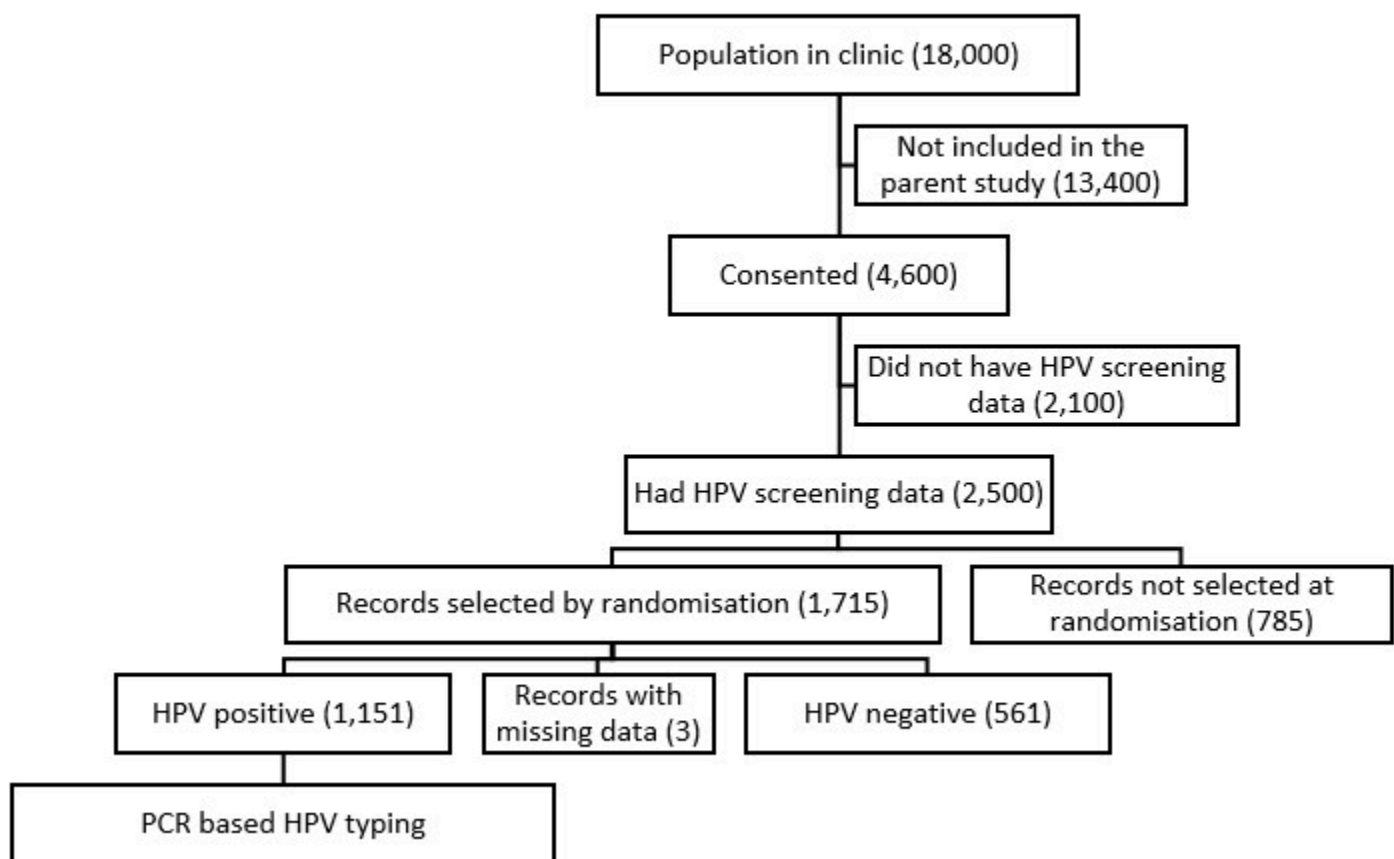 Population in clinic (18,000)
Not included in the
parent study (13,400)
Consented (4,600)
Did not have HPV screening
data (2,100)
Had HPV screening data (2,500)
Records selected by randomisation (1,715)
Records not selected at
randomisation (785)
HPV positive (1,151)
Records with
missing data (3)
HPV negative (561)
PCR based HPV typing